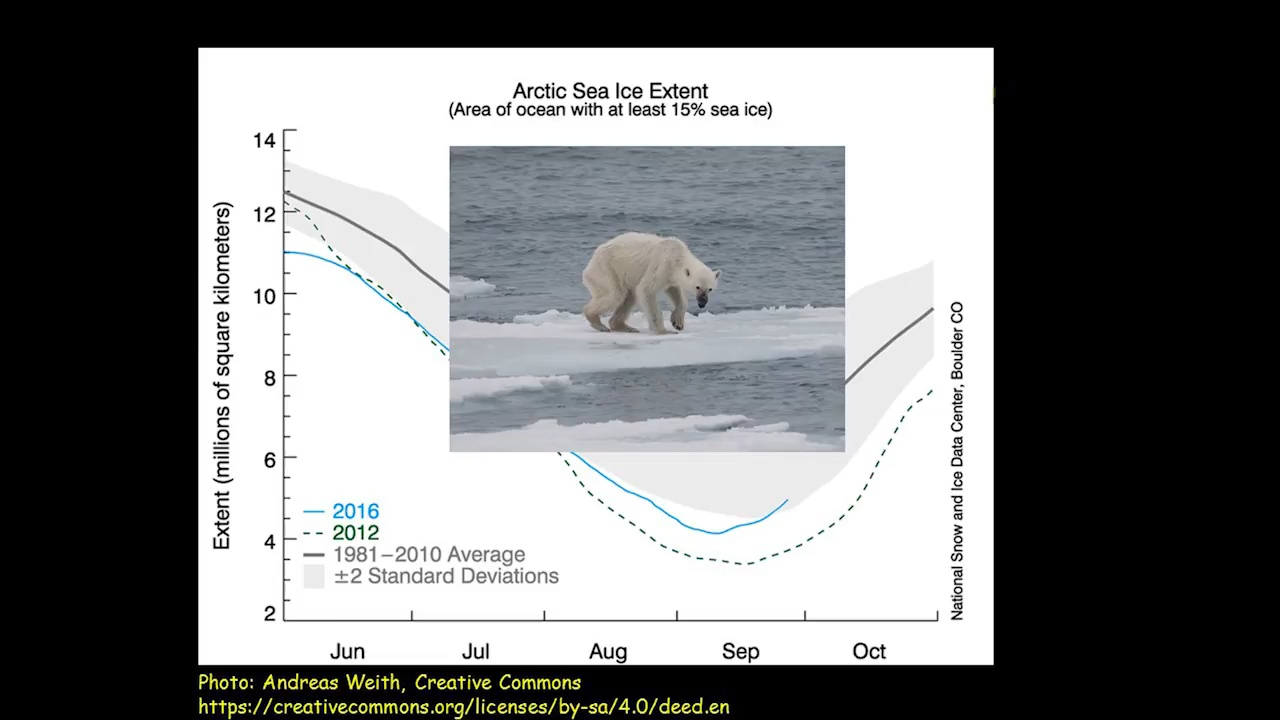 Arctic Sea Ice Extent
(Area of ocean with at least 15% sea ice)
14
12
10
8
6
4
2
Extent (millions of square kilometers)
2016
2012
1981–2010 Average
±2 Standard Deviations
Jun Jul Aug Sep Oct
National Snow and Ice Data Center, Boulder CO
Photo: Andreas Weith, Creative Commons
https://creativecommons.org/licenses/by-sa/4.0/deed.en